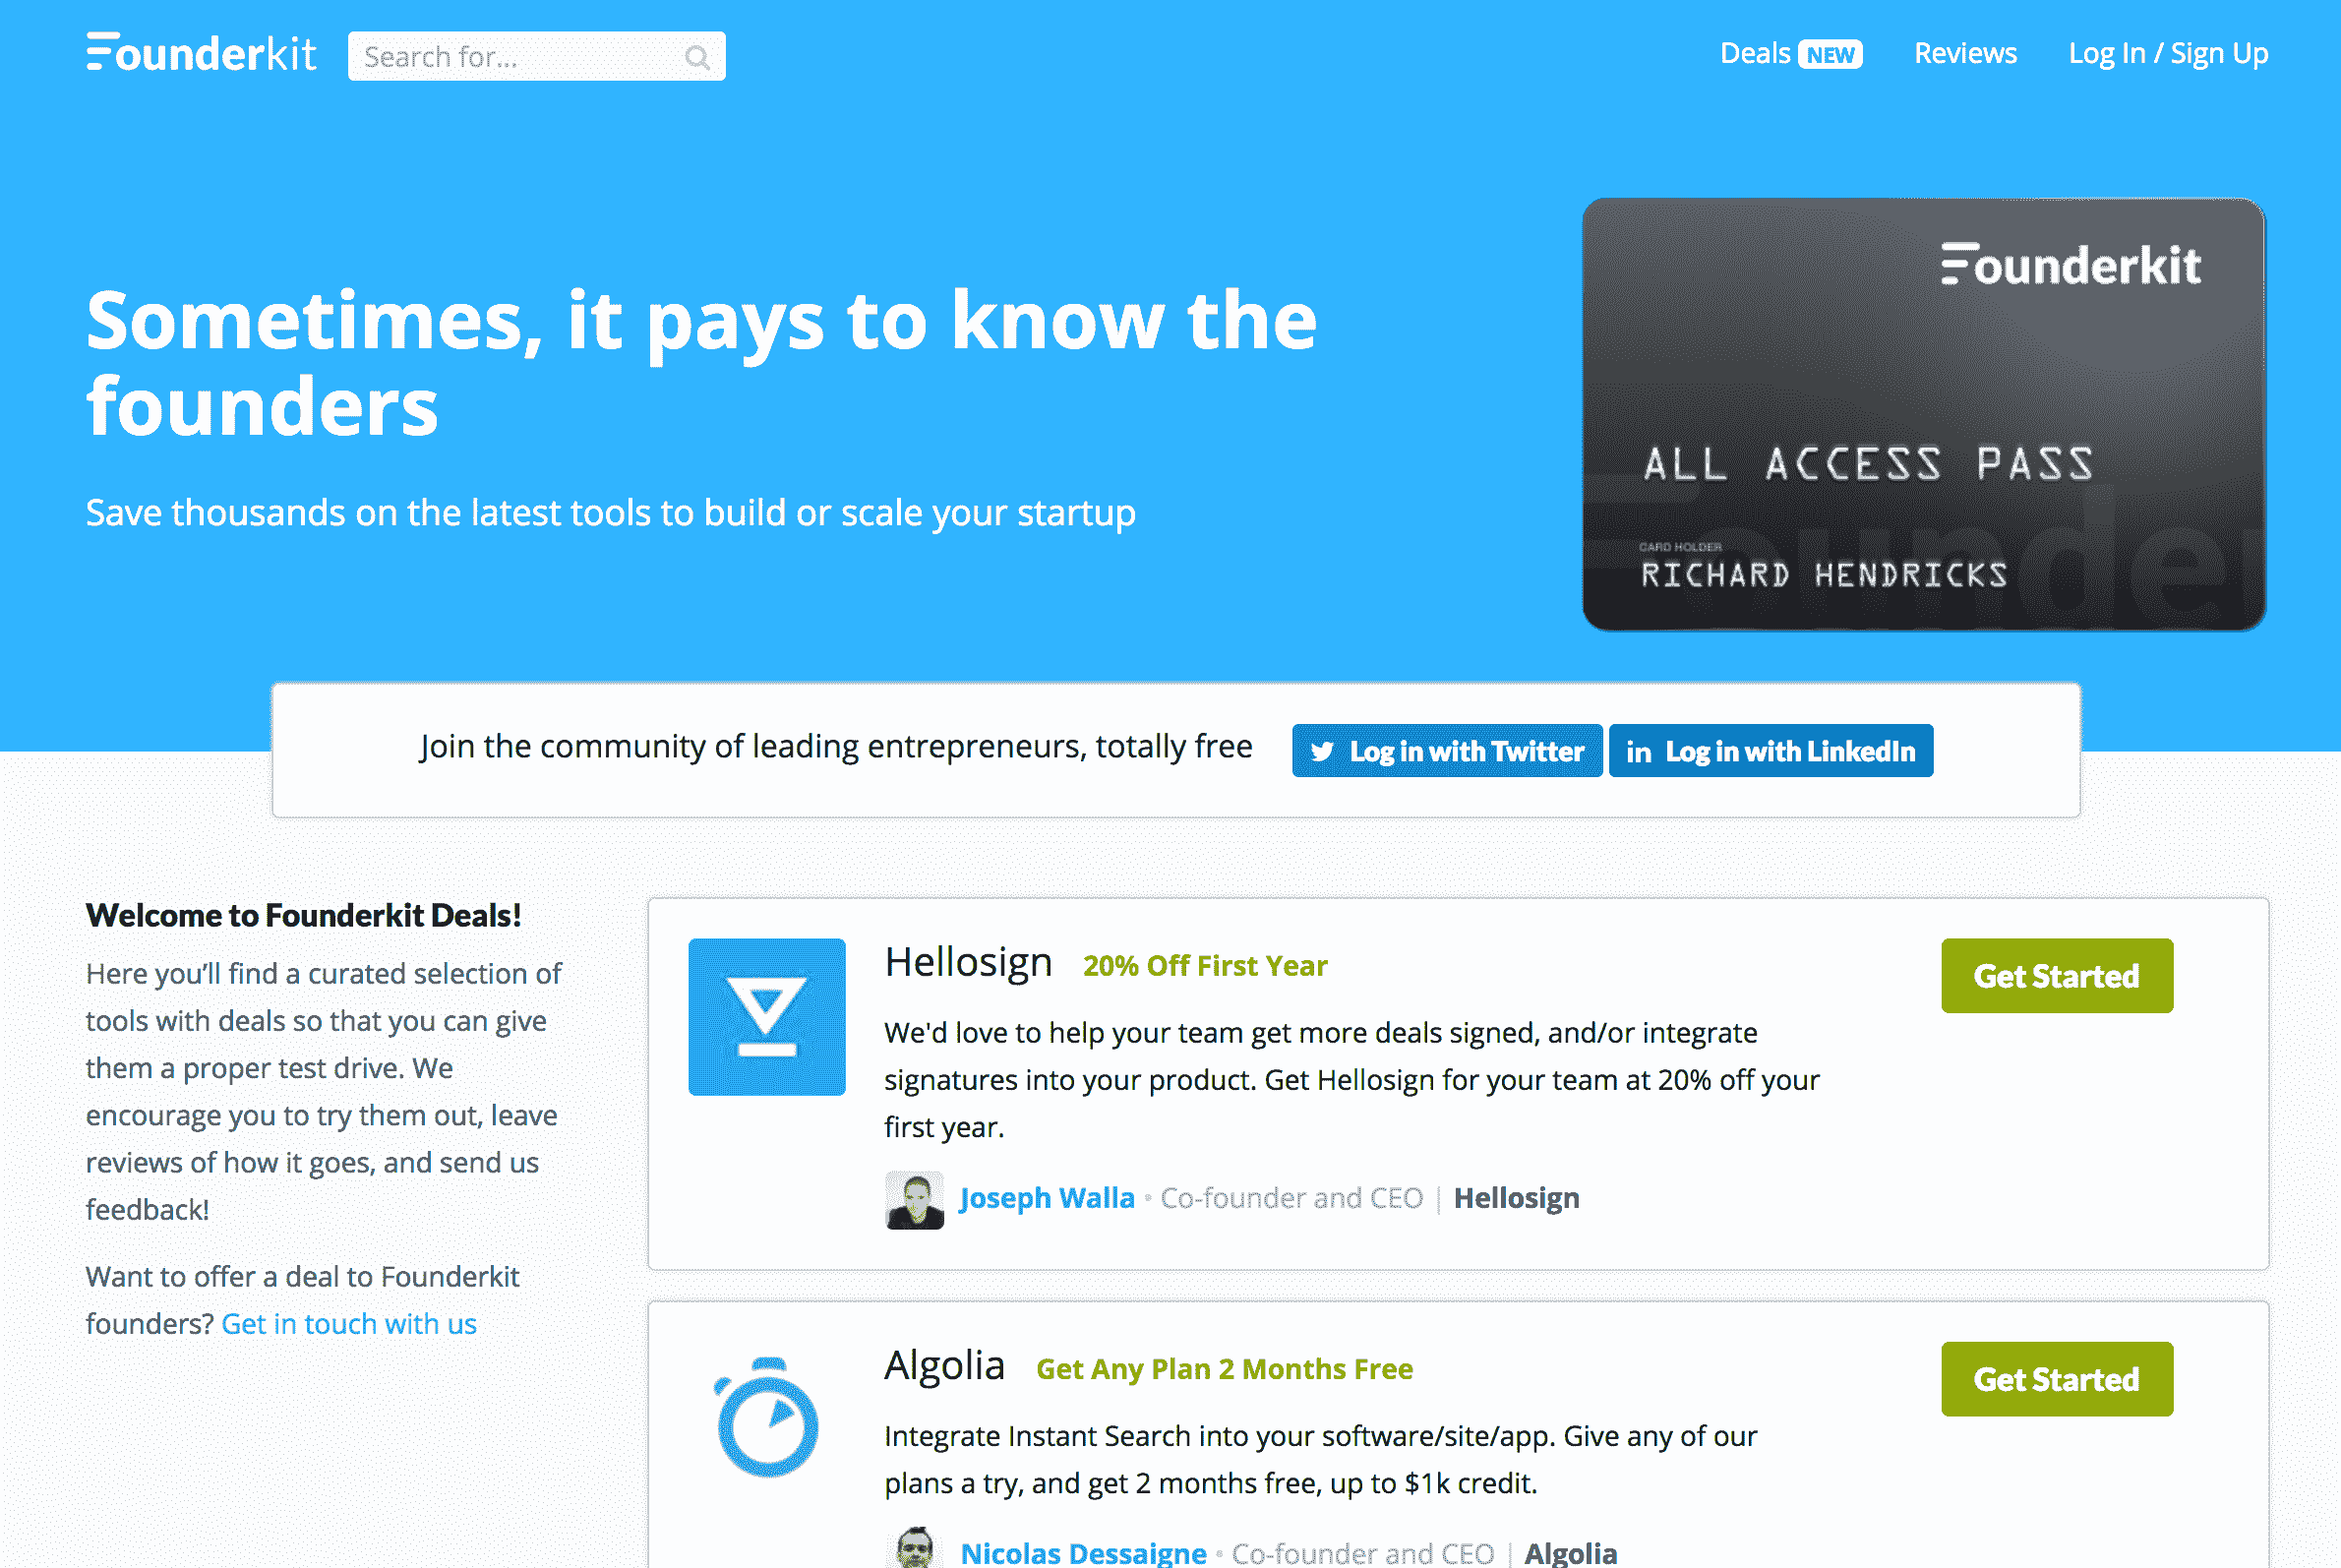 Founderkit
Search for...
Deals NEW
Reviews
Log In / Sign Up
Sometimes, it pays to know the
founders
Save thousands on the latest tools to build or scale your startup
Founderkit
ALL ACCESS PASS
CARD HOLDER
RICHARD HENDRICKS
Founder
Join the community of leading entrepreneurs, totally free
Log in with Twitter
in Log in with LinkedIn
Welcome to Founderkit Deals!
Here you’ll find a curated selection of
tools with deals so that you can give
them a proper test drive. We
encourage you to try them out, leave
reviews of how it goes, and send us
feedback!
Want to offer a deal to Founderkit
founders? Get in touch with us
Hellosign 20% Off First Year
Get Started
We'd love to help your team get more deals signed, and/or integrate
signatures into your product. Get Hellosign for your team at 20% off your
first year.
Joseph Walla • Co-founder and CEO | Hellosign
Algolia Get Any Plan 2 Months Free
Get Started
Integrate Instant Search into your software/site/app. Give any of our
plans a try, and get 2 months free, up to $1k credit.
Nicolas Dessaigne • Co-founder and CEO | Algolia